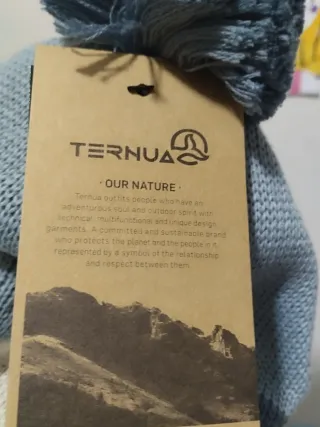 TERNUA
· OUR NATURE ·
Ternua outfits people who have an
adventurous soul and outdoor spirit with
technical, multifunctional and unique design
garments. A committed and sustainable brand
who protects the planet and the people in it,
represented by a symbol of the relationship
and respect between them.